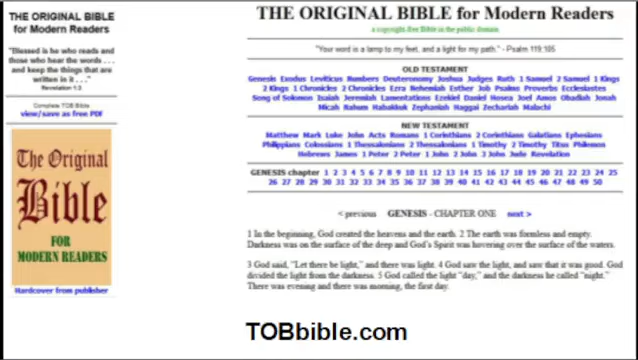 THE ORIGINAL BIBLE
for Modern Readers
"Blessed is he who reads and
those who hear the words . . .
and keep the things that are
written in it . . ."
Revelation 1:3
Complete TOB Bible
view/save as free PDF
The Original
Bible
FOR
MODERN READERS
Hardcover from publisher
THE ORIGINAL BIBLE for Modern Readers
a copyright-free Bible in the public domain
"Your word is a lamp to my feet, and a light for my path." - Psalm 119:105
OLD TESTAMENT
Genesis Exodus Leviticus Numbers Deuteronomy Joshua Judges Ruth 1 Samuel 2 Samuel 1 Kings
2 Kings 1 Chronicles 2 Chronicles Ezra Nehemiah Esther Job Psalms Proverbs Ecclesiastes
Song of Solomon Isaiah Jeremiah Lamentations Ezekiel Daniel Hosea Joel Amos Obadiah Jonah
Micah Nahum Habakkuk Zephaniah Haggai Zechariah Malachi
NEW TESTAMENT
Matthew Mark Luke John Acts Romans 1 Corinthians 2 Corinthians Galatians Ephesians
Philippians Colossians 1 Thessalonians 2 Thessalonians 1 Timothy 2 Timothy Titus Philemon
Hebrews James 1 Peter 2 Peter 1 John 2 John 3 John Jude Revelation
GENESIS chapter 1 2 3 4 5 6 7 8 9 10 11 12 13 14 15 16 17 18 19 20 21 22 23 24 25
26 27 28 29 30 31 32 33 34 35 36 37 38 39 40 41 42 43 44 45 46 47 48 49 50
< previous GENESIS - CHAPTER ONE next >
1 In the beginning, God created the heavens and the earth. 2 The earth was formless and empty.
Darkness was on the surface of the deep and God's Spirit was hovering over the surface of the waters.
3 God said, "Let there be light," and there was light. 4 God saw the light, and saw that it was good. God
divided the light from the darkness. 5 God called the light "day," and the darkness he called "night."
There was evening and there was morning, the first day.
TOBbible.com